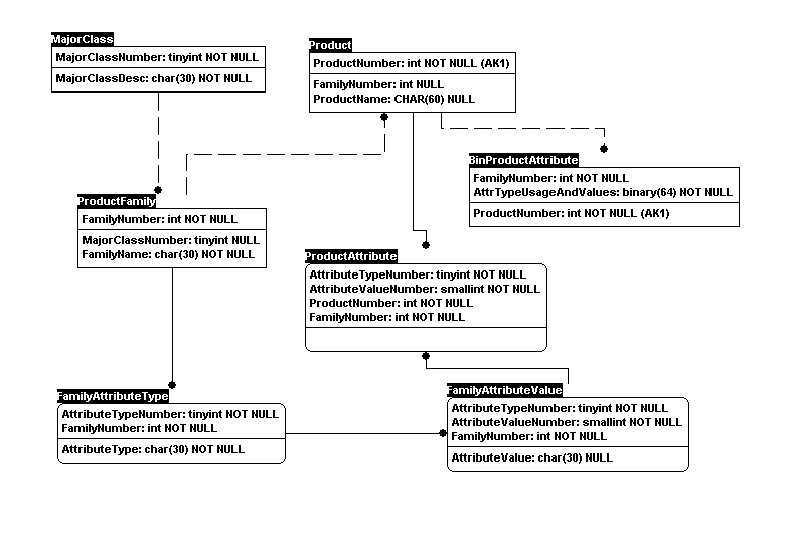 MajorClass
MajorClassNumber: tinyint NOT NULL
MajorClassDesc: char(30) NOT NULL
Product
ProductNumber: int NOT NULL (AK1)
FamilyNumber: int NULL
ProductName: CHAR(60) NULL
BinProductAttribute
FamilyNumber: int NOT NULL
AttrTypeUsageAndValues: binary(64) NOT NULL
ProductNumber: int NOT NULL (AK1)
ProductFamily
FamilyNumber: int NOT NULL
MajorClassNumber: tinyint NULL
FamilyName: char(30) NOT NULL
ProductAttribute
AttributeTypeNumber: tinyint NOT NULL
AttributeValueNumber: smallint NOT NULL
ProductNumber: int NOT NULL
FamilyNumber: int NOT NULL
FamilyAttributeType
AttributeTypeNumber: tinyint NOT NULL
FamilyNumber: int NOT NULL
AttributeType: char(30) NOT NULL
FamilyAttributeValue
AttributeTypeNumber: tinyint NOT NULL
AttributeValueNumber: smallint NOT NULL
FamilyNumber: int NOT NULL
AttributeValue: char(30) NULL